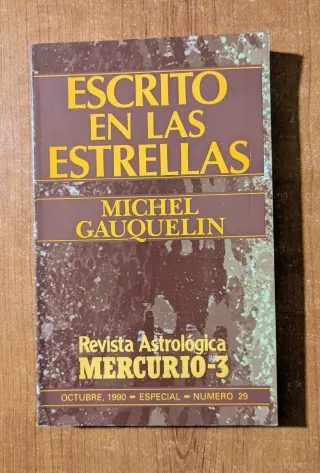 ESCRITO
EN LAS
ESTRELLAS
MICHEL
GAUQUELIN
Revista Astrológica
MERCURIO-3
OCTUBRE, 1990 – ESPECIAL – NUMERO 29